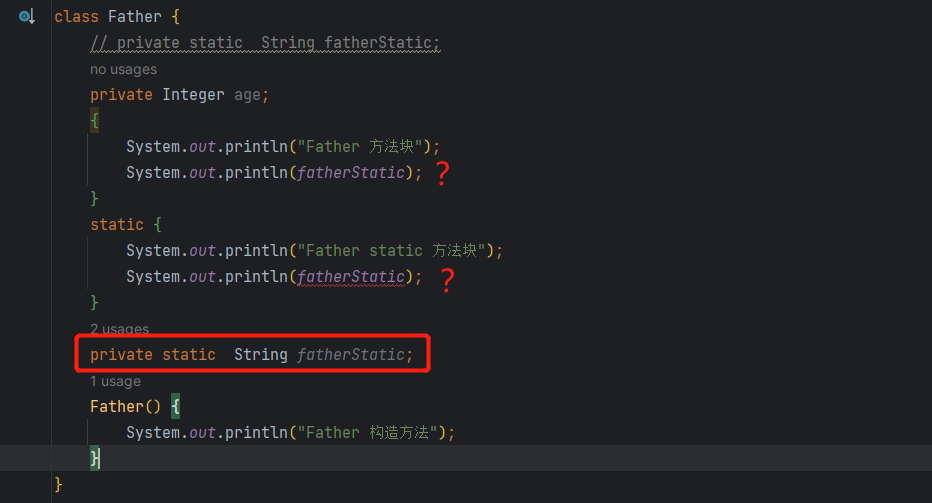 class Father {
// private static  String fatherStatic;
no usages
private Integer age;
{
System.out.println("Father 方法块");
System.out.println(fatherStatic); ?
}
static {
System.out.println("Father static 方法块");
System.out.println(fatherStatic); ?
}
2 usages
private static  String fatherStatic;
1 usage
Father() {
System.out.println("Father 构造方法");
}
}